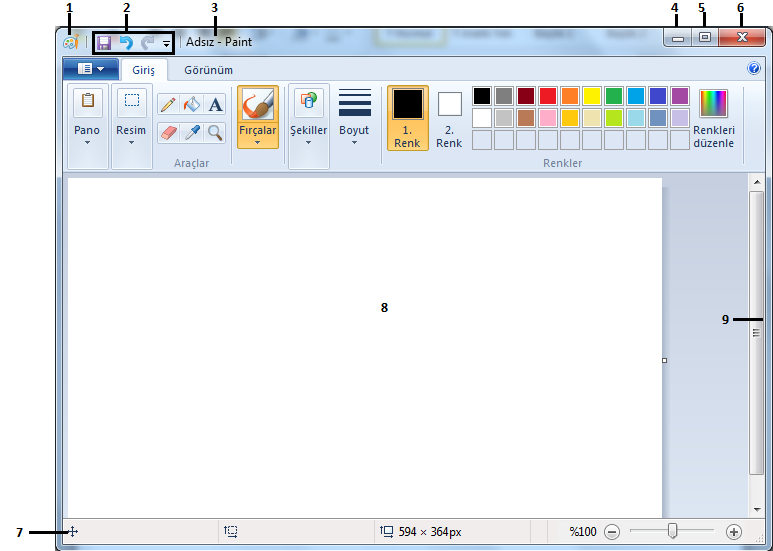 1 2 3 4 5 6
Adsız - Paint
Giriş Görünüm
Pano Resim Fırçalar Şekiller Boyut 1. Renk 2. Renk Renkleri düzenle
Araçlar Renkler
8
9
7 594 × 364px %100